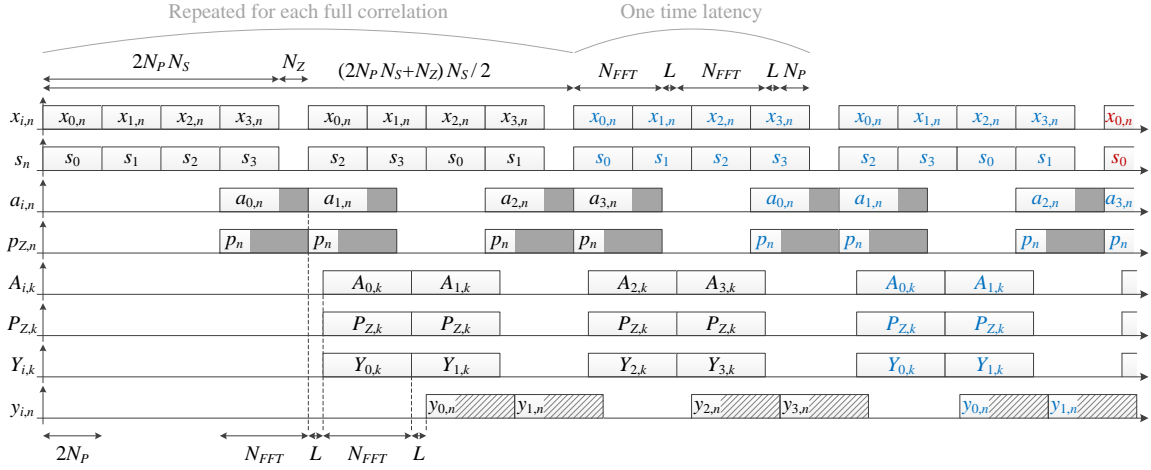 Repeated for each full correlation One time latency
2N_P N_S N_Z (2N_P N_S+N_Z) N_S / 2 N_FFT L N_FFT L N_P
x_i,n x_0,n x_1,n x_2,n x_3,n x_0,n x_1,n x_2,n x_3,n x_0,n x_1,n x_2,n x_3,n x_0,n x_1,n x_2,n x_3,n x_0,n
s_n s_0 s_1 s_2 s_3 s_2 s_3 s_0 s_1 s_0 s_1 s_2 s_3 s_2 s_3 s_0 s_1 s_0
a_i,n a_0,n a_1,n a_2,n a_3,n a_0,n a_1,n a_2,n a_3,n
p_Z,n p_n p_n p_n p_n p_n p_n p_n p_n
A_i,k A_0,k A_1,k A_2,k A_3,k A_0,k A_1,k
P_Z,k P_Z,k P_Z,k P_Z,k P_Z,k P_Z,k P_Z,k
Y_i,k Y_0,k Y_1,k Y_2,k Y_3,k Y_0,k Y_1,k
y_i,n y_0,n y_1,n y_2,n y_3,n y_0,n y_1,n
2N_P N_FFT L N_FFT L